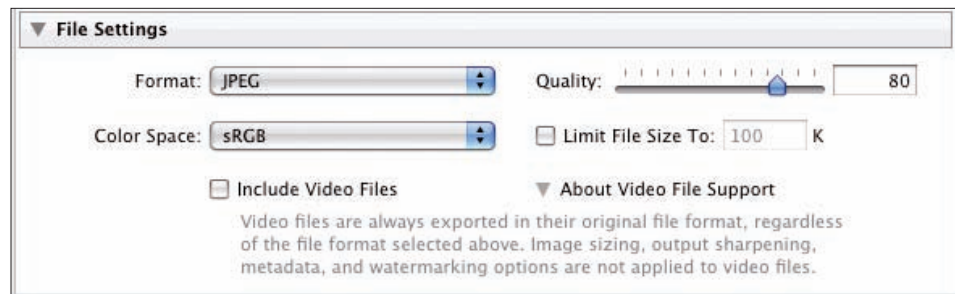 File Settings
Format: JPEG Quality: 80
Color Space: sRGB Limit File Size To: 100 K
Include Video Files About Video File Support
Video files are always exported in their original file format, regardless
of the file format selected above. Image sizing, output sharpening,
metadata, and watermarking options are not applied to video files.